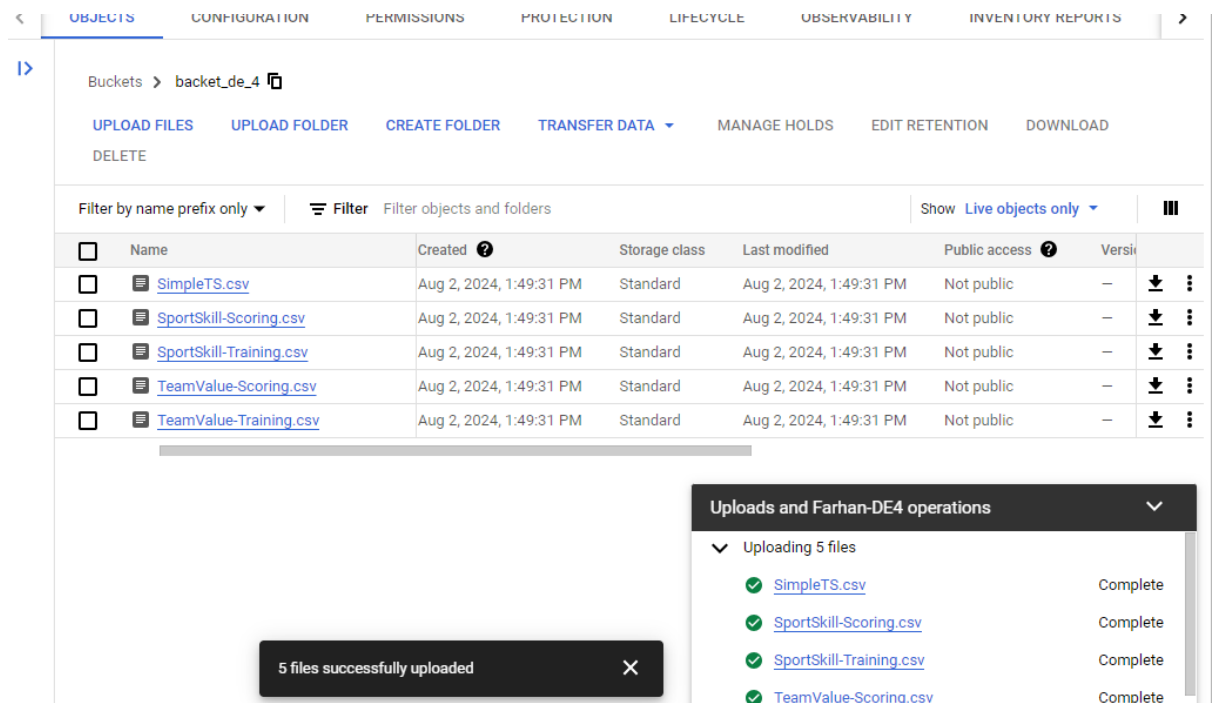 OBJECTS CONFIGURATION PERMISSIONS PROTECTION LIFECYCLE OBSERVABILITY INVENTORY REPORTS
Buckets > backet_de_4
UPLOAD FILES UPLOAD FOLDER CREATE FOLDER TRANSFER DATA MANAGE HOLDS EDIT RETENTION DOWNLOAD
DELETE
Filter by name prefix only Filter Filter objects and folders Show Live objects only
Name Created Storage class Last modified Public access
SimpleTS.csv Aug 2, 2024, 1:49:31 PM Standard Aug 2, 2024, 1:49:31 PM Not public –
SportSkill-Scoring.csv Aug 2, 2024, 1:49:31 PM Standard Aug 2, 2024, 1:49:31 PM Not public –
SportSkill-Training.csv Aug 2, 2024, 1:49:31 PM Standard Aug 2, 2024, 1:49:31 PM Not public –
TeamValue-Scoring.csv Aug 2, 2024, 1:49:31 PM Standard Aug 2, 2024, 1:49:31 PM Not public –
TeamValue-Training.csv Aug 2, 2024, 1:49:31 PM Standard Aug 2, 2024, 1:49:31 PM Not public –
Uploads and Farhan-DE4 operations
Uploading 5 files
SimpleTS.csv Complete
SportSkill-Scoring.csv Complete
SportSkill-Training.csv Complete
TeamValue-Scoring.csv Complete
5 files successfully uploaded